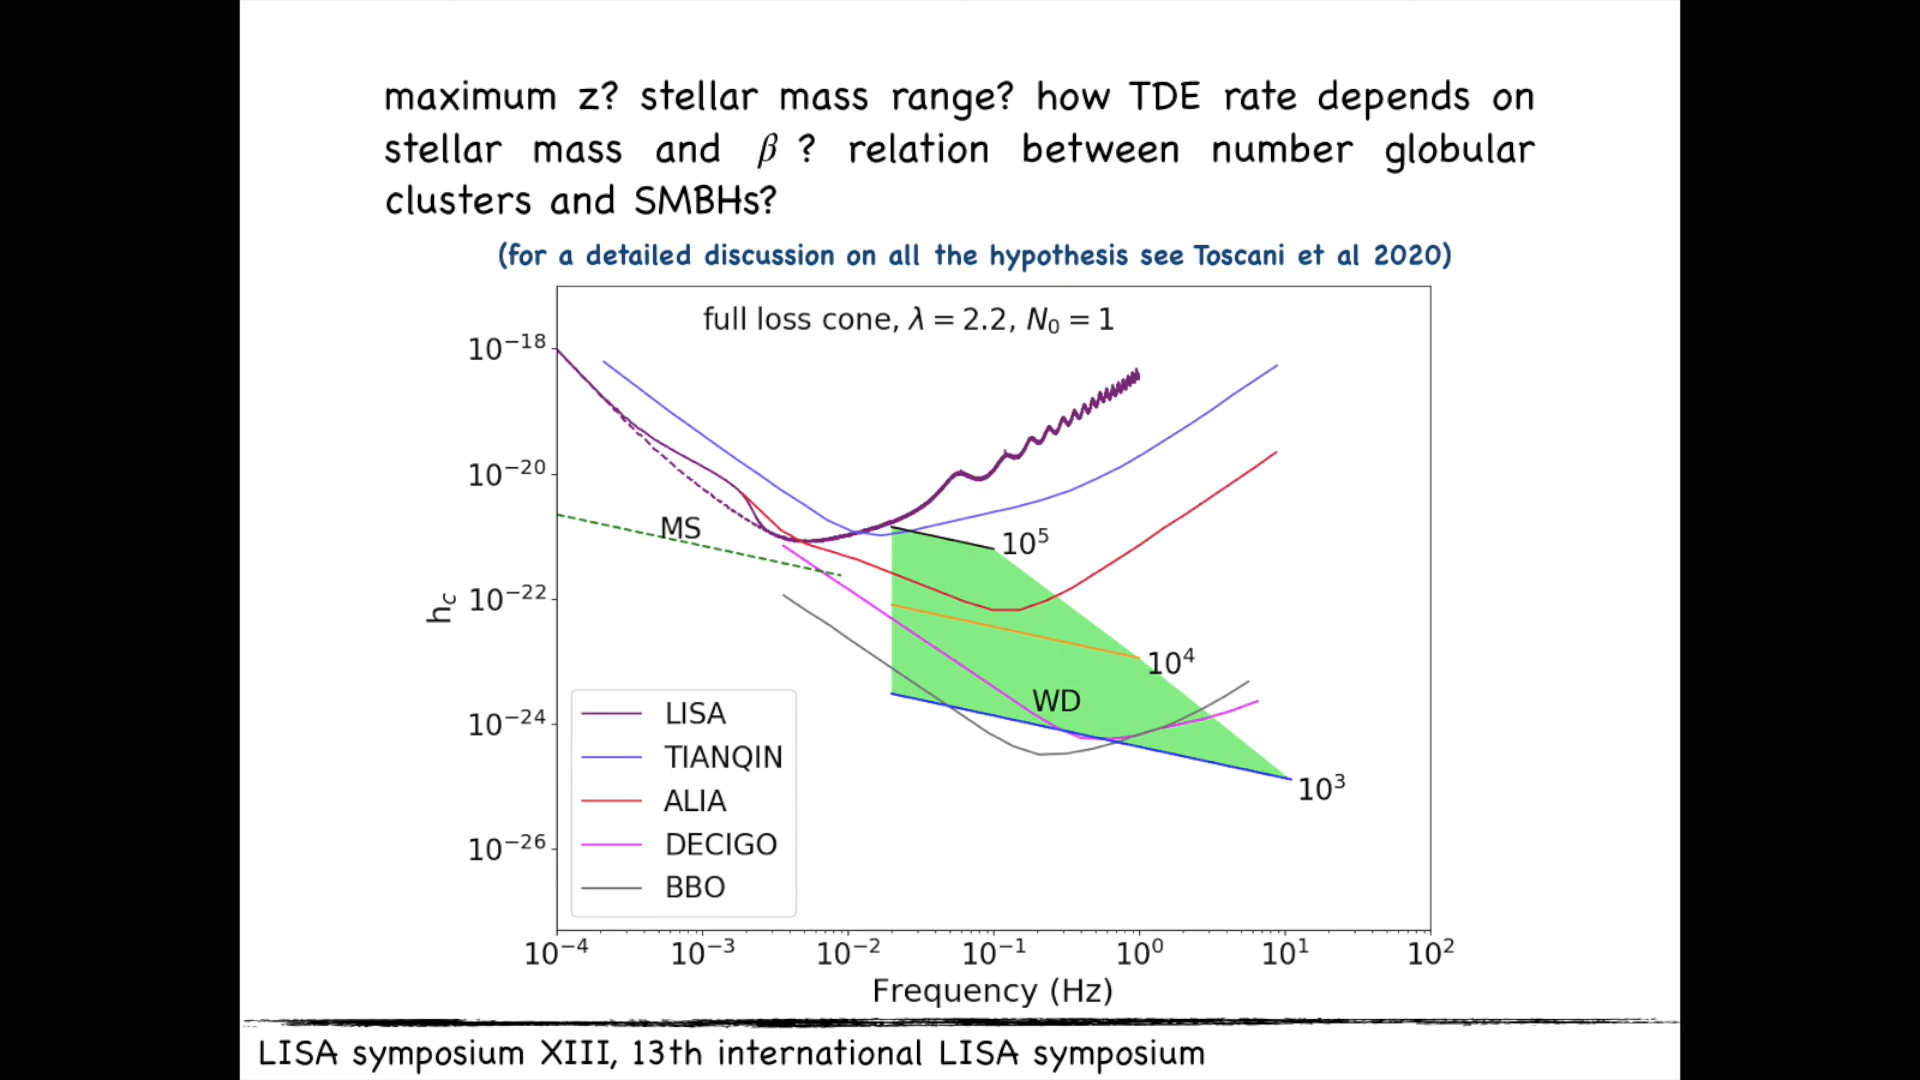 maximum z? stellar mass range? how TDE rate depends on
stellar mass and β ? relation between number globular
clusters and SMBHs?
(for a detailed discussion on all the hypothesis see Toscani et al 2020)
full loss cone, λ = 2.2, N₀ = 1
10⁻¹⁸
10⁻²⁰
10⁻²²
10⁻²⁴
10⁻²⁶
h_c
MS
10⁵
10⁴
WD
10³
LISA
TIANQIN
ALIA
DECIGO
BBO
10⁻⁴ 10⁻³ 10⁻² 10⁻¹ 10⁰ 10¹ 10²
Frequency (Hz)
LISA symposium XIII, 13th international LISA symposium